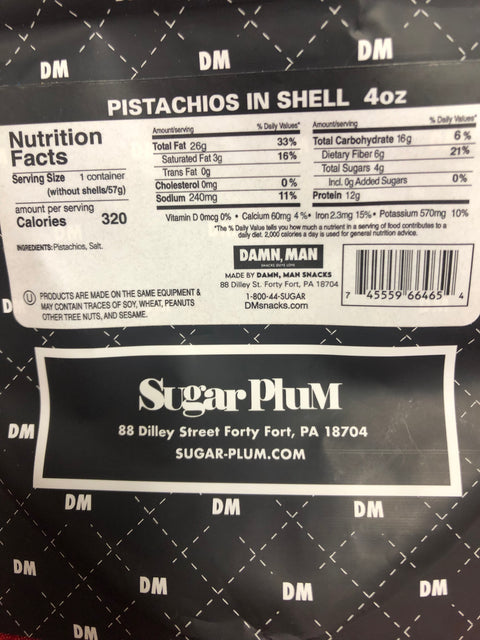 DM
DM
DM
PISTACHIOS IN SHELL 4oz
Nutrition
Facts
Serving Size 1 container
(without shells/57g)
amount per serving
Calories 320
Amount/serving % Daily Values*
Total Fat 26g 33%
Saturated Fat 3g 16%
Trans Fat 0g
Cholesterol 0mg 0%
Sodium 240mg 11%
Amount/serving % Daily Values*
Total Carbohydrate 16g 6%
Dietary Fiber 6g 21%
Total Sugars 4g
Incl. 0g Added Sugars 0%
Protein 12g
Vitamin D 0mcg 0% • Calcium 60mg 4% • Iron 2.3mg 15% • Potassium 570mg 10%
*The % Daily Value tells you how much a nutrient in a serving of food contributes to a
daily diet. 2,000 calories a day is used for general nutrition advice.
INGREDIENTS: Pistachios, Salt.
DAMN, MAN
MADE BY DAMN, MAN SNACKS
88 Dilley St. Forty Fort, PA 18704
1-800-44-SUGAR
DMsnacks.com
7 45559 66465 4
U PRODUCTS ARE MADE ON THE SAME EQUIPMENT &
MAY CONTAIN TRACES OF SOY, WHEAT, PEANUTS
OTHER TREE NUTS, AND SESAME.
D
Sugar PluM
88 Dilley Street Forty Fort, PA 18704
SUGAR-PLUM.COM
DM
DM
DM
DM
DM
DM
DM
DM
DM